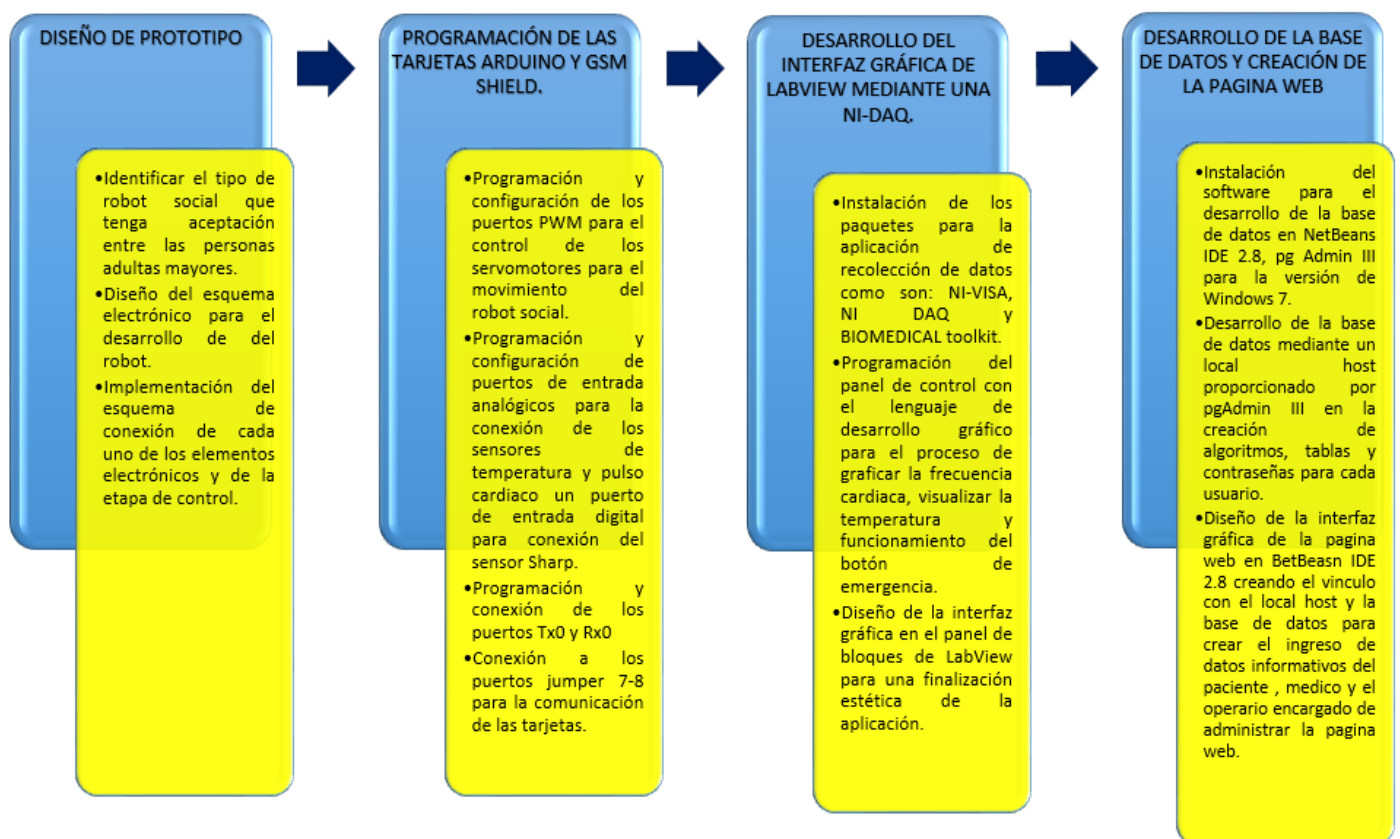 DISEÑO DE PROTOTIPO
•Identificar el tipo de
robot social que
tenga aceptación
entre las personas
adultas mayores.
•Diseño del esquema
electrónico para el
desarrollo de del
robot.
•Implementación del
esquema de
conexión de cada
uno de los elementos
electrónicos y de la
etapa de control.
PROGRAMACIÓN DE LAS
TARJETAS ARDUINO Y GSM
SHIELD.
•Programación y
configuración de los
puertos PWM para el
control de los
servomotores para el
movimiento del
robot social.
•Programación y
configuración de
puertos de entrada
analógicos para la
conexión de los
sensores de
temperatura y pulso
cardiaco un puerto
de entrada digital
para conexión del
sensor Sharp.
•Programación y
conexión de los
puertos Tx0 y Rx0
•Conexión a los
puertos jumper 7-8
para la comunicación
de las tarjetas.
DESARROLLO DEL
INTERFAZ GRÁFICA DE
LABVIEW MEDIANTE UNA
NI-DAQ.
•Instalación de los
paquetes para la
aplicación de
recolección de datos
como son: NI-VISA,
NI DAQ y
BIOMEDICAL toolkit.
•Programación del
panel de control con
el lenguaje de
desarrollo gráfico
para el proceso de
graficar la frecuencia
cardiaca, visualizar la
temperatura y
funcionamiento del
botón de
emergencia.
•Diseño de la interfaz
gráfica en el panel de
bloques de LabView
para una finalización
estética de la
aplicación.
DESARROLLO DE LA BASE
DE DATOS Y CREACIÓN DE
LA PAGINA WEB
•Instalación del
software para el
desarrollo de la base
de datos en NetBeans
IDE 2.8, pg Admin III
para la versión de
Windows 7.
•Desarrollo de la base
de datos mediante un
local host
proporcionado por
pgAdmin III en la
creación de
algoritmos, tablas y
contraseñas para cada
usuario.
•Diseño de la interfaz
gráfica de la pagina
web en BetBeasn IDE
2.8 creando el vinculo
con el local host y la
base de datos para
crear el ingreso de
datos informativos del
paciente , medico y el
operario encargado de
administrar la pagina
web.